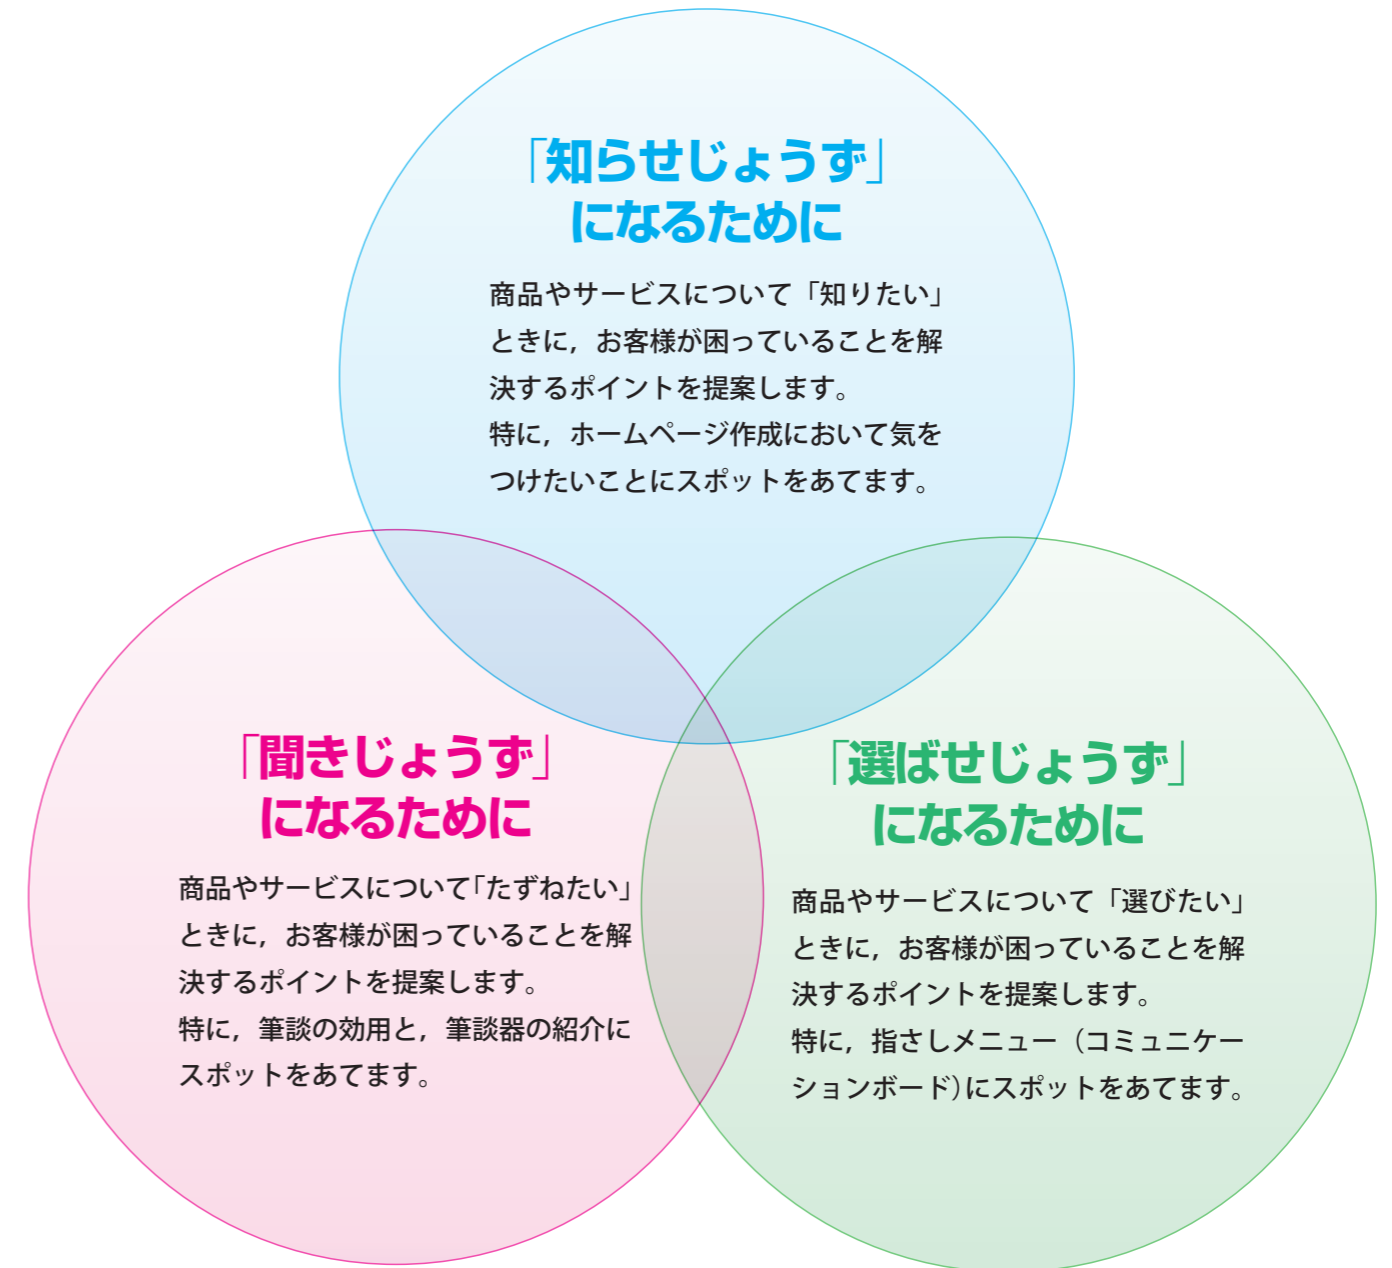 「知らせじょうず」
になるために
商品やサービスについて「知りたい」
ときに，お客様が困っていることを解
決するポイントを提案します。
特に，ホームページ作成において気を
つけたいことにスポットをあてます。
「聞きじょうず」
になるために
商品やサービスについて「たずねたい」
ときに，お客様が困っていることを解
決するポイントを提案します。
特に，筆談の効用と，筆談器の紹介に
スポットをあてます。
「選ばせじょうず」
になるために
商品やサービスについて「選びたい」
ときに，お客様が困っていることを解
決するポイントを提案します。
特に，指さしメニュー（コミュニケー
ションボード）にスポットをあてます。